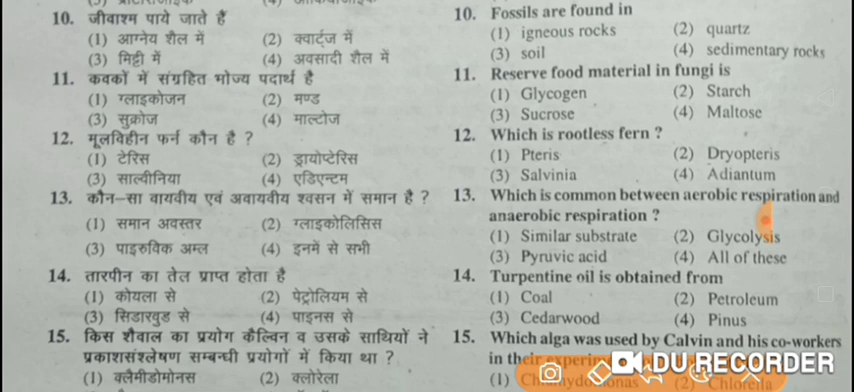 10. जीवाश्म पाये जाते हैं
(1) आग्नेय शैल में (2) क्वार्ट्ज में
(3) मिट्टी में (4) अवसादी शैल में
11. कवकों में संग्रहित भोज्य पदार्थ है
(1) ग्लाइकोजन (2) मण्ड
(3) सुक्रोज (4) माल्टोज
12. मूलविहीन फर्न कौन है ?
(1) टेरिस (2) ड्रायोप्टेरिस
(3) साल्वीनिया (4) एडिएन्टम
13. कौन-सा वायवीय एवं अवायवीय श्वसन में समान है ?
(1) समान अवस्तर (2) ग्लाइकोलिसिस
(3) पाइरुविक अम्ल (4) इनमें से सभी
14. तारपीन का तेल प्राप्त होता है
(1) कोयला से (2) पेट्रोलियम से
(3) सिडारवुड से (4) पाइनस से
15. किस शैवाल का प्रयोग कैल्विन व उसके साथियों ने
प्रकाशसंश्लेषण सम्बन्धी प्रयोगों में किया था ?
(1) क्लैमीडोमोनस (2) क्लोरेला
10. Fossils are found in
(1) igneous rocks (2) quartz
(3) soil (4) sedimentary rocks
11. Reserve food material in fungi is
(1) Glycogen (2) Starch
(3) Sucrose (4) Maltose
12. Which is rootless fern ?
(1) Pteris (2) Dryopteris
(3) Salvinia (4) Adiantum
13. Which is common between aerobic respiration and
anaerobic respiration ?
(1) Similar substrate (2) Glycolysis
(3) Pyruvic acid (4) All of these
14. Turpentine oil is obtained from
(1) Coal (2) Petroleum
(3) Cedarwood (4) Pinus
15. Which alga was used by Calvin and his co-workers
in their
DU RECORDER
(1) (2) Chlorella